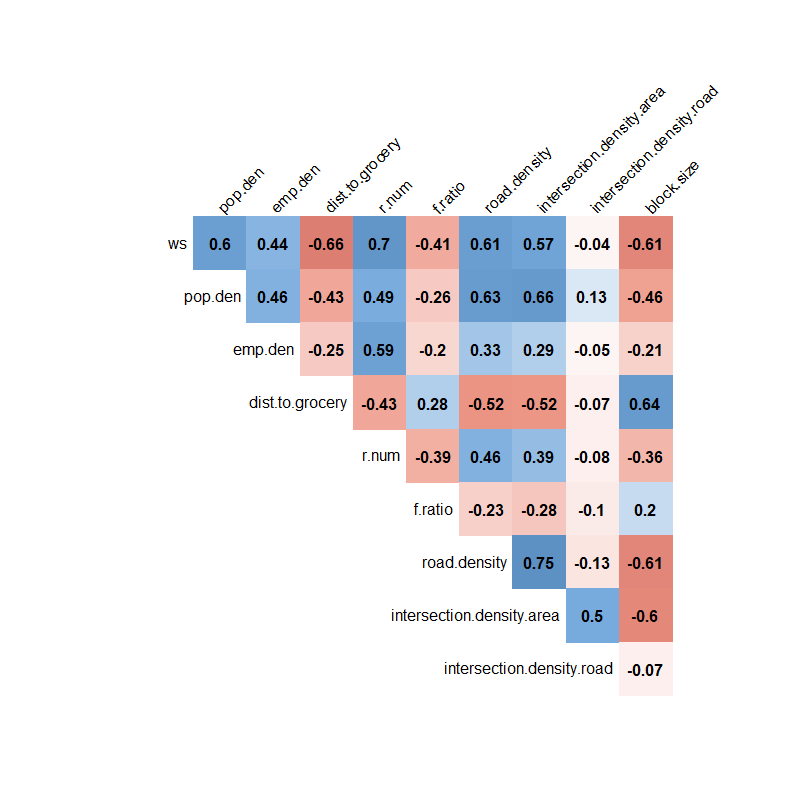 pop.den
emp.den
dist.to.grocery
r.num
f.ratio
road.density
intersection.density.area
intersection.density.road
block.size
ws 0.6 0.44 -0.66 0.7 -0.41 0.61 0.57 -0.04 -0.61
pop.den 0.46 -0.43 0.49 -0.26 0.63 0.66 0.13 -0.46
emp.den -0.25 0.59 -0.2 0.33 0.29 -0.05 -0.21
dist.to.grocery -0.43 0.28 -0.52 -0.52 -0.07 0.64
r.num -0.39 0.46 0.39 -0.08 -0.36
f.ratio -0.23 -0.28 -0.1 0.2
road.density 0.75 -0.13 -0.61
intersection.density.area 0.5 -0.6
intersection.density.road -0.07